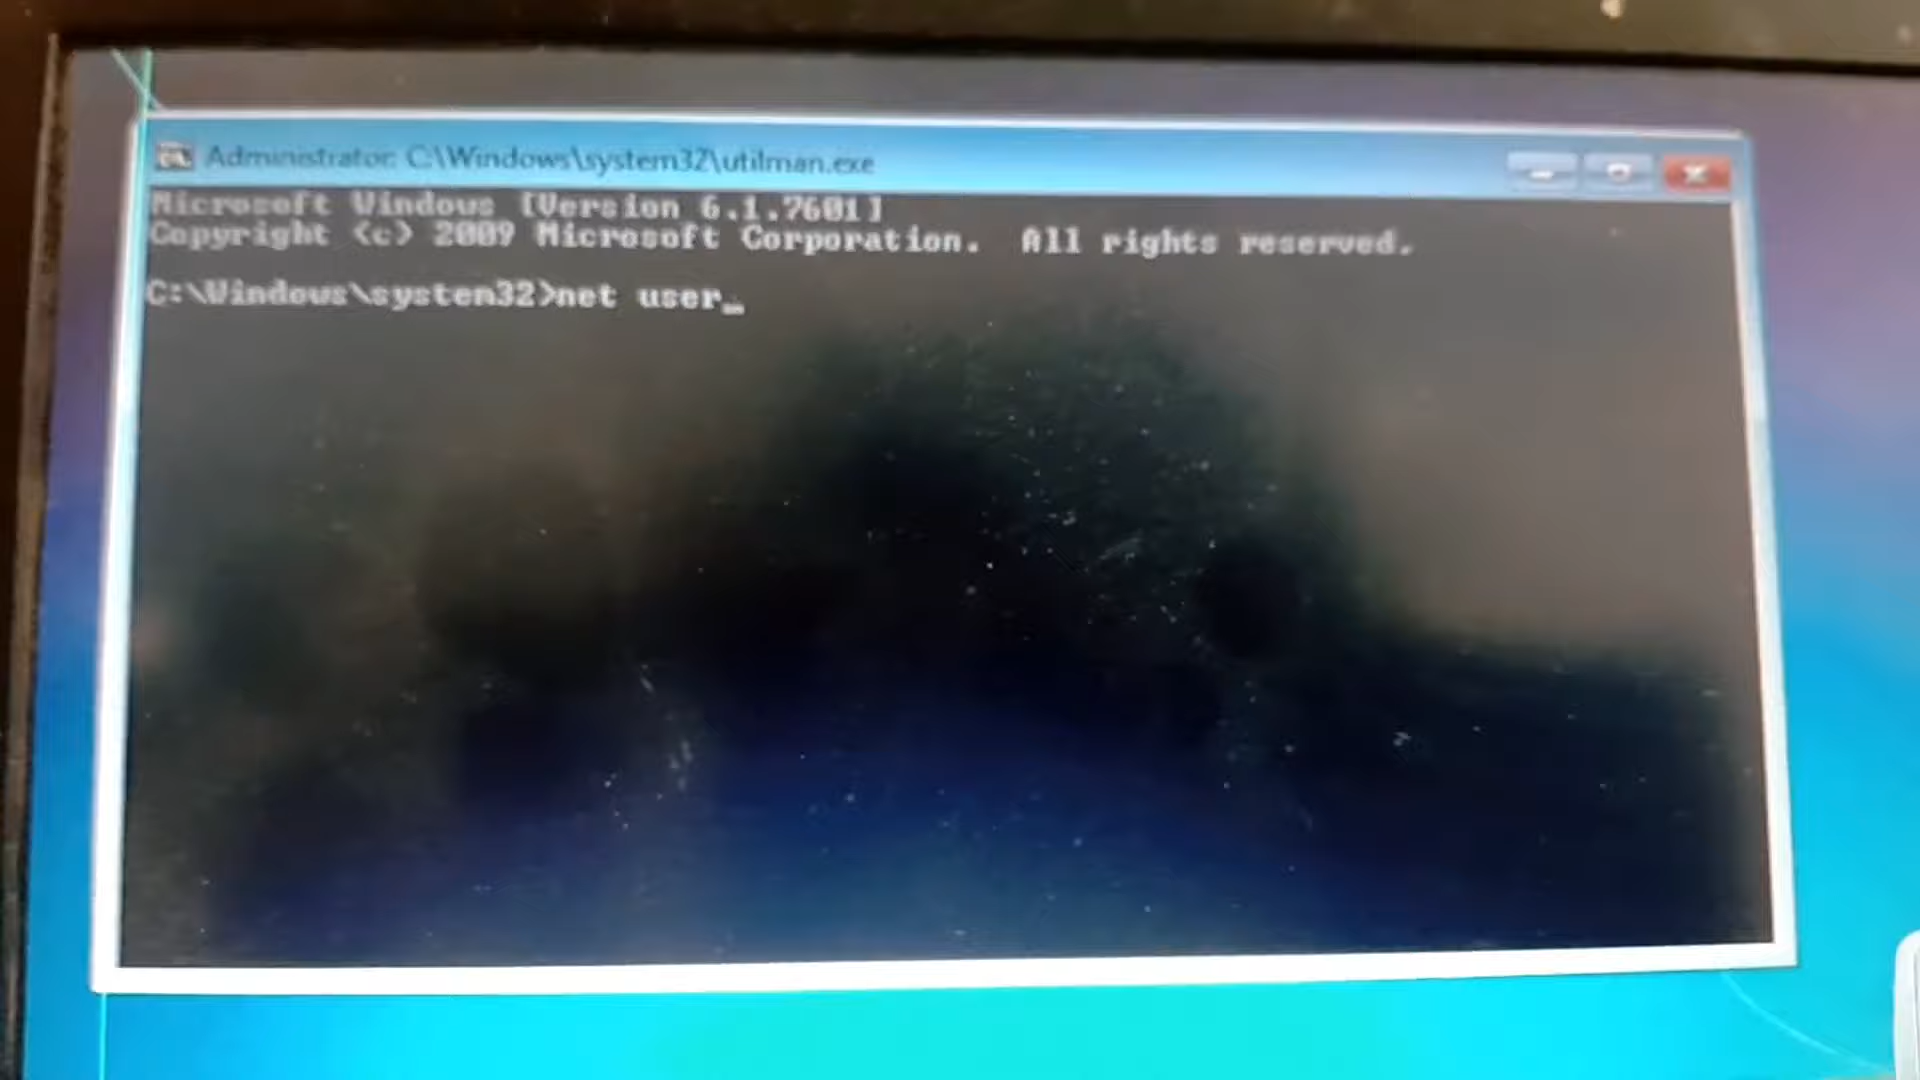 Administrator: C:\Windows\system32\utilman.exe
Microsoft Windows [Version 6.1.7601]
Copyright (c) 2009 Microsoft Corporation.  All rights reserved.
C:\Windows\system32>net user_